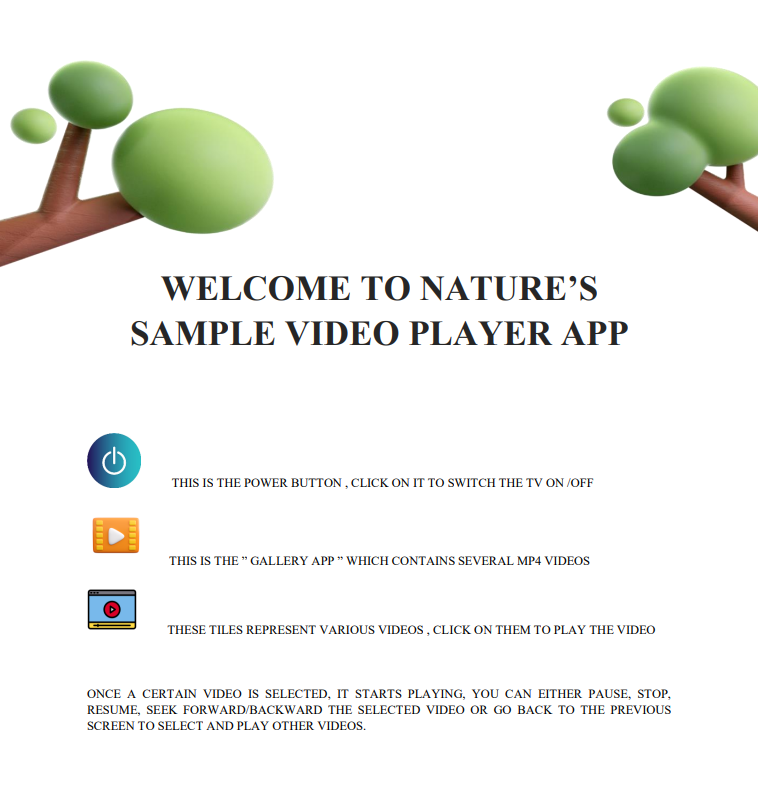 WELCOME TO NATURE’S
SAMPLE VIDEO PLAYER APP
THIS IS THE POWER BUTTON , CLICK ON IT TO SWITCH THE TV ON /OFF
THIS IS THE ” GALLERY APP ” WHICH CONTAINS SEVERAL MP4 VIDEOS
THESE TILES REPRESENT VARIOUS VIDEOS , CLICK ON THEM TO PLAY THE VIDEO
ONCE A CERTAIN VIDEO IS SELECTED, IT STARTS PLAYING, YOU CAN EITHER PAUSE, STOP,
RESUME, SEEK FORWARD/BACKWARD THE SELECTED VIDEO OR GO BACK TO THE PREVIOUS
SCREEN TO SELECT AND PLAY OTHER VIDEOS.